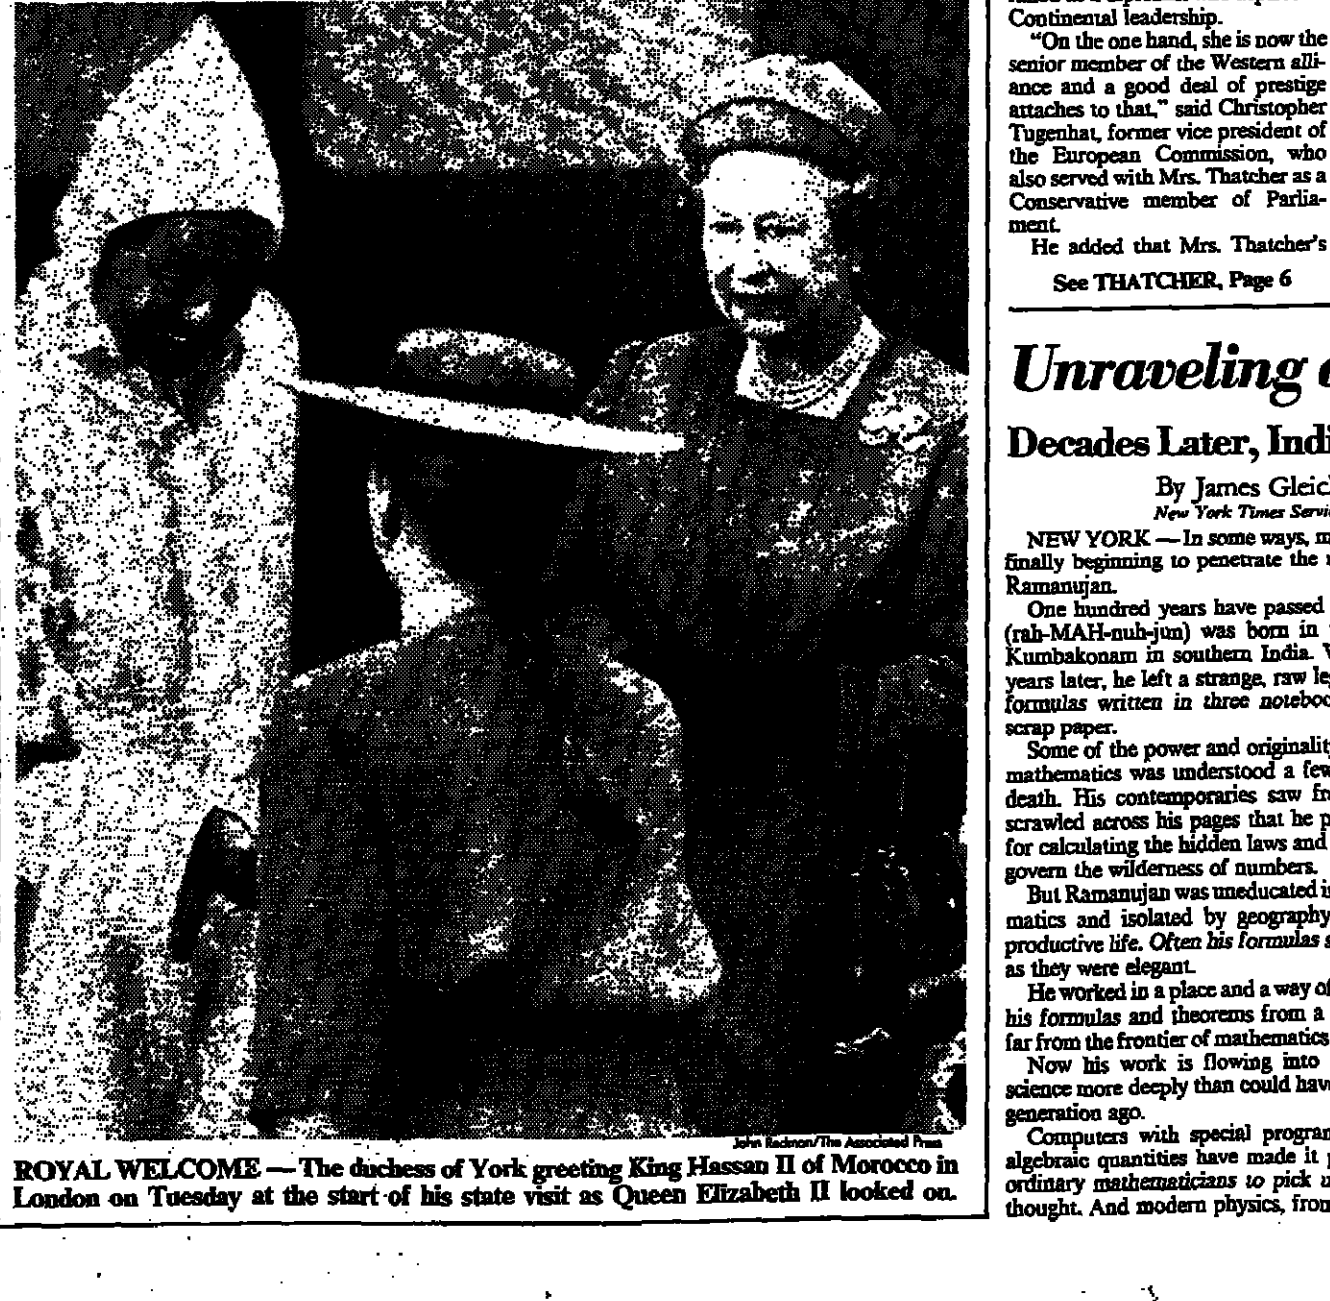 Continental leadership.
"On the one hand, she is now the
senior member of the Western alli-
ance and a good deal of prestige
attaches to that," said Christopher
Tugenhat, former vice president of
the European Commission, who
also served with Mrs. Thatcher as a
Conservative member of Parlia-
ment.
He added that Mrs. Thatcher's
See THATCHER, Page 6
Unraveling
Decades Later, Indi
By James Gleic
New York Times Servi
NEW YORK — In some ways, m
finally beginning to penetrate the
Ramanujan.
One hundred years have passed
(rah-MAH-nuh-jun) was born in
Kumbakonam in southern India.
years later, he left a strange, raw le
formulas written in three noteboo
scrap paper.
Some of the power and originalit
mathematics was understood a few
death. His contemporaries saw fr
scrawled across his pages that he p
for calculating the hidden laws and
govern the wilderness of numbers.
But Ramanujan was uneducated i
matics and isolated by geography
productive life. Often his formulas s
as they were elegant.
He worked in a place and a way of
his formulas and theorems from a
far from the frontier of mathematics
Now his work is flowing into
science more deeply than could have
generation ago.
Computers with special program
algebraic quantities have made it p
ordinary mathematicians to pick u
thought. And modern physics, from
John Redman/The Associated Press
ROYAL WELCOME — The duchess of York greeting King Hassan II of Morocco in
London on Tuesday at the start of his state visit as Queen Elizabeth II looked on.